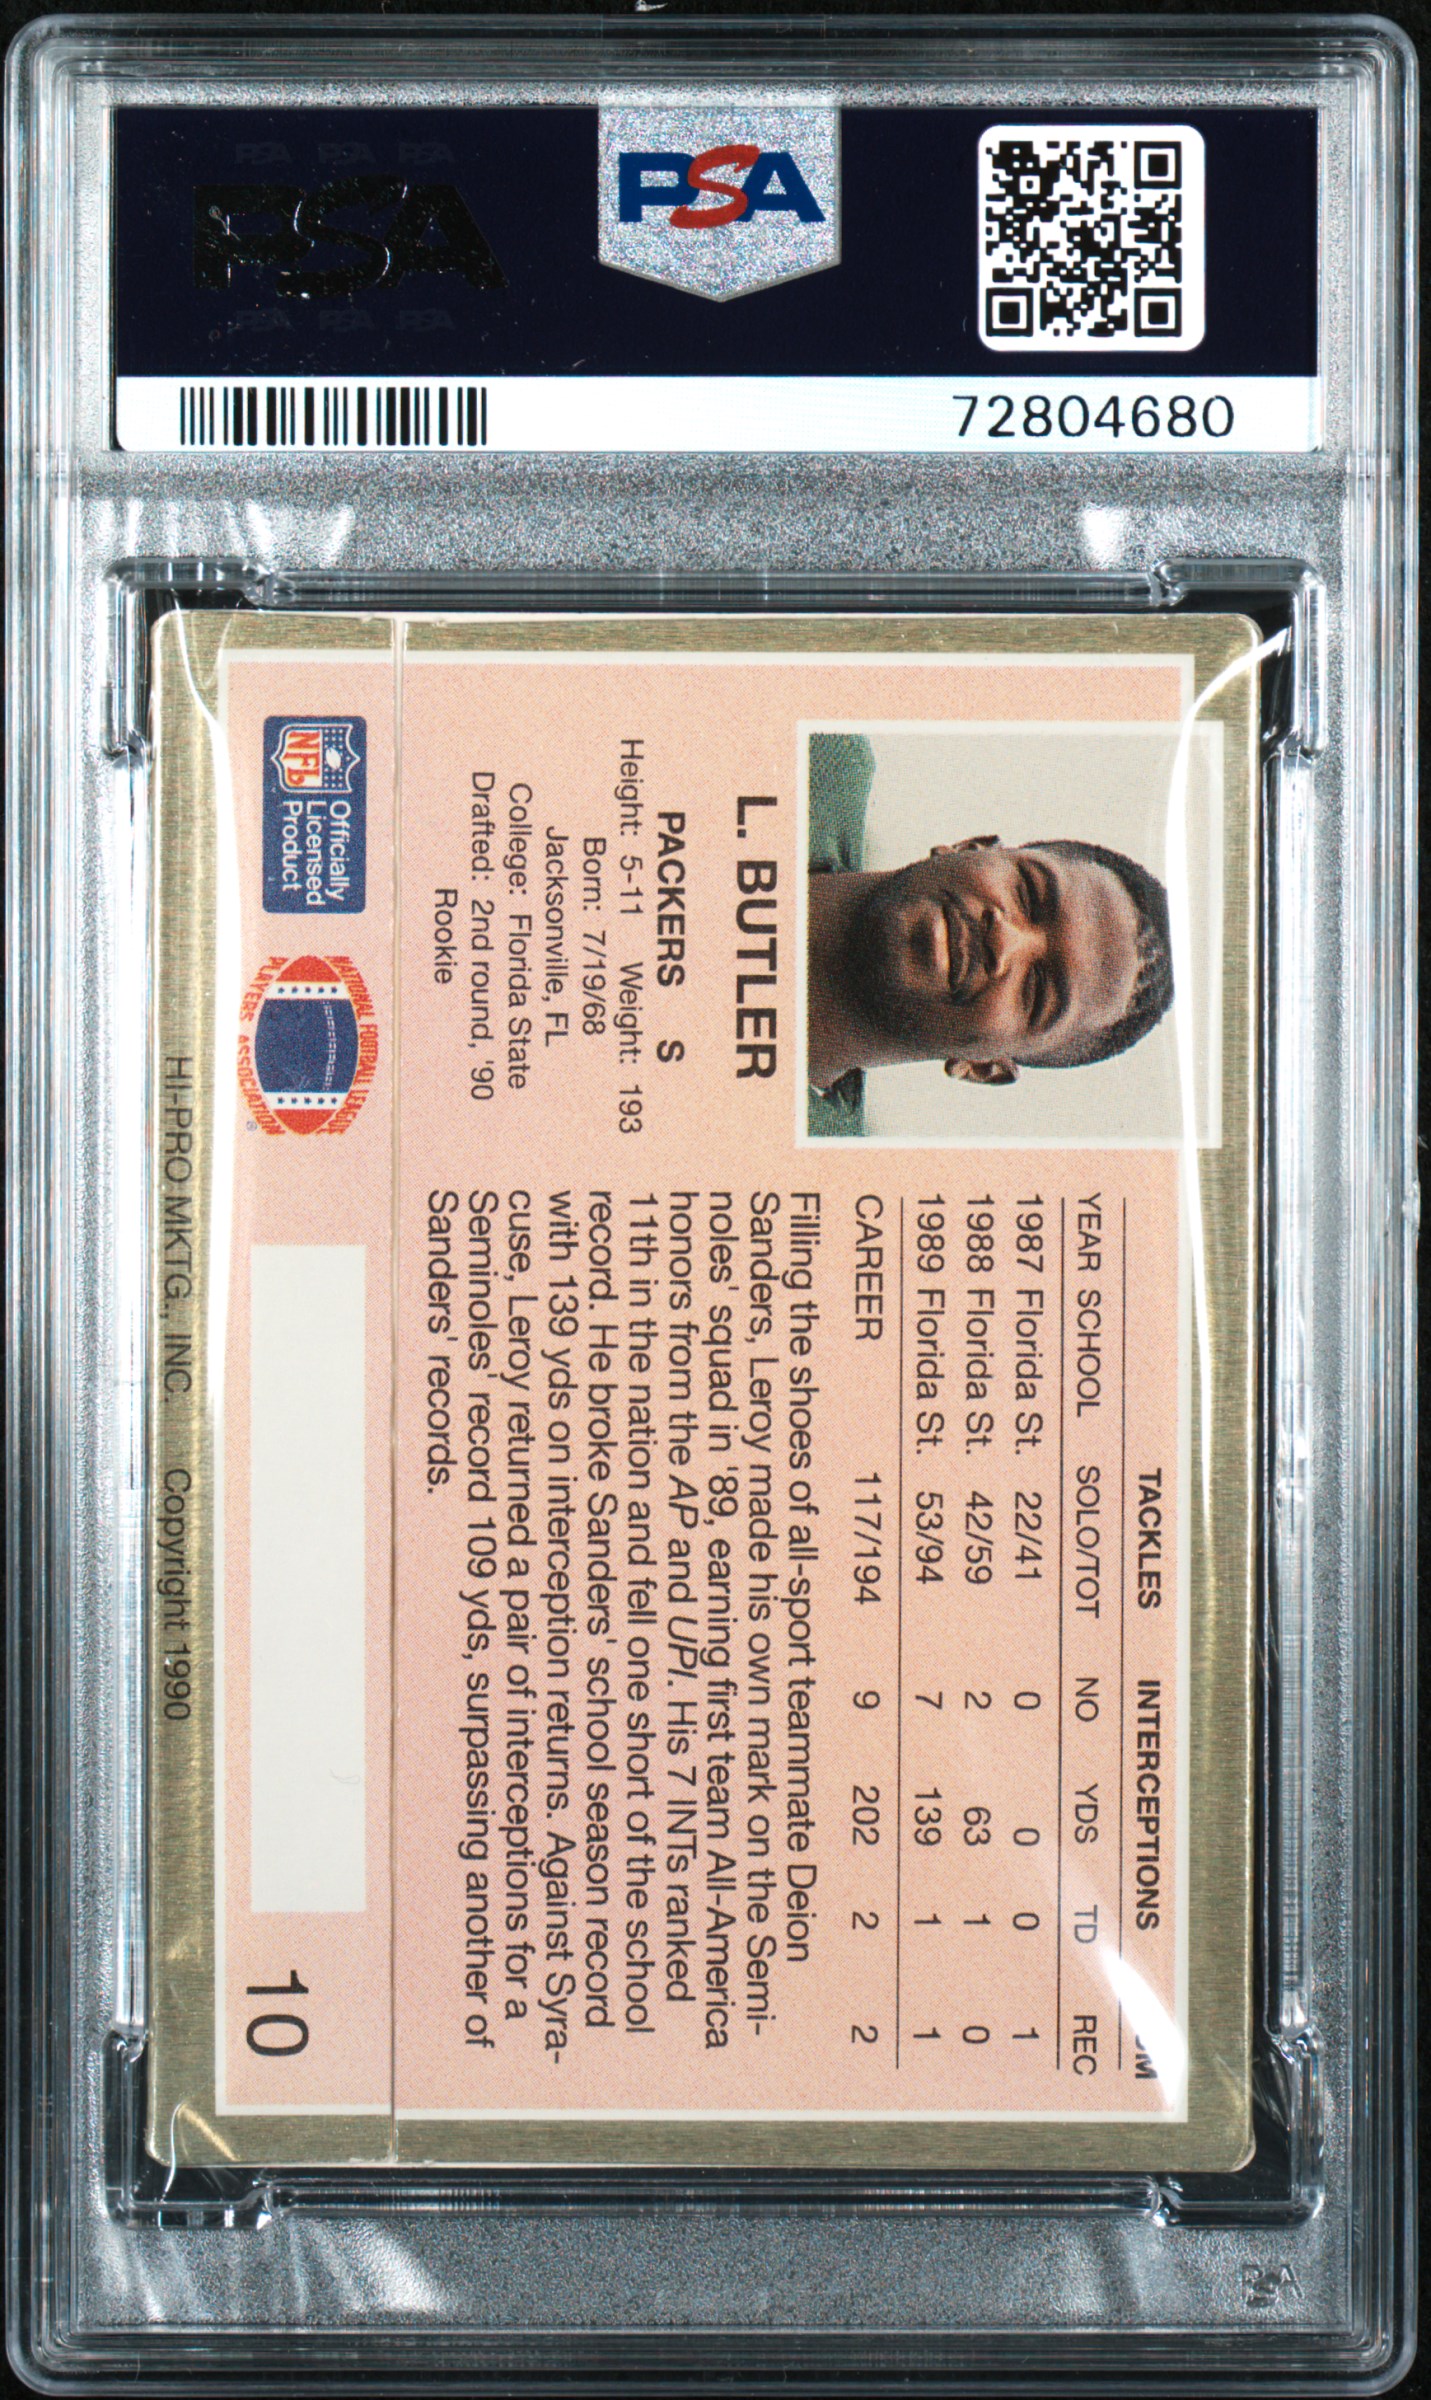 PSA PSA PSA
PSA
PSA PSA PSA
PSA
72804680
L. BUTLER
PACKERS S
Height: 5-11 Weight: 193
Born: 7/19/68
Jacksonville, FL
College: Florida State
Drafted: 2nd round, '90
Rookie
NFL
Officially
Licensed
Product
NATIONAL FOOTBALL LEAGUE
PLAYERS ASSOCIATION
®
TACKLES INTERCEPTIONS
YEAR SCHOOL SOLO/TOT NO YDS TD REC
1987 Florida St. 22/41 0 0 0 1
1988 Florida St. 42/59 2 63 1 0
1989 Florida St. 53/94 7 139 1 1
CAREER 117/194 9 202 2 2
Filling the shoes of all-sport teammate Deion
Sanders, Leroy made his own mark on the Semi-
noles' squad in '89, earning first team All-America
honors from the AP and UPI. His 7 INTs ranked
11th in the nation and fell one short of the school
record. He broke Sanders' school season record
with 139 yds on interception returns. Against Syra-
cuse, Leroy returned a pair of interceptions for a
Seminoles' record 109 yds, surpassing another of
Sanders' records.
10
HI-PRO MKTG., INC. Copyright 1990
PSA